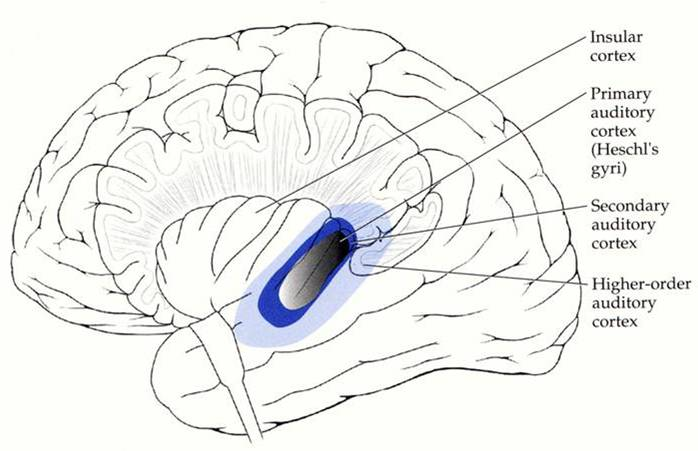 Insular
cortex
Primary
auditory
cortex
(Heschl's
gyri)
Secondary
auditory
cortex
Higher-order
auditory
cortex